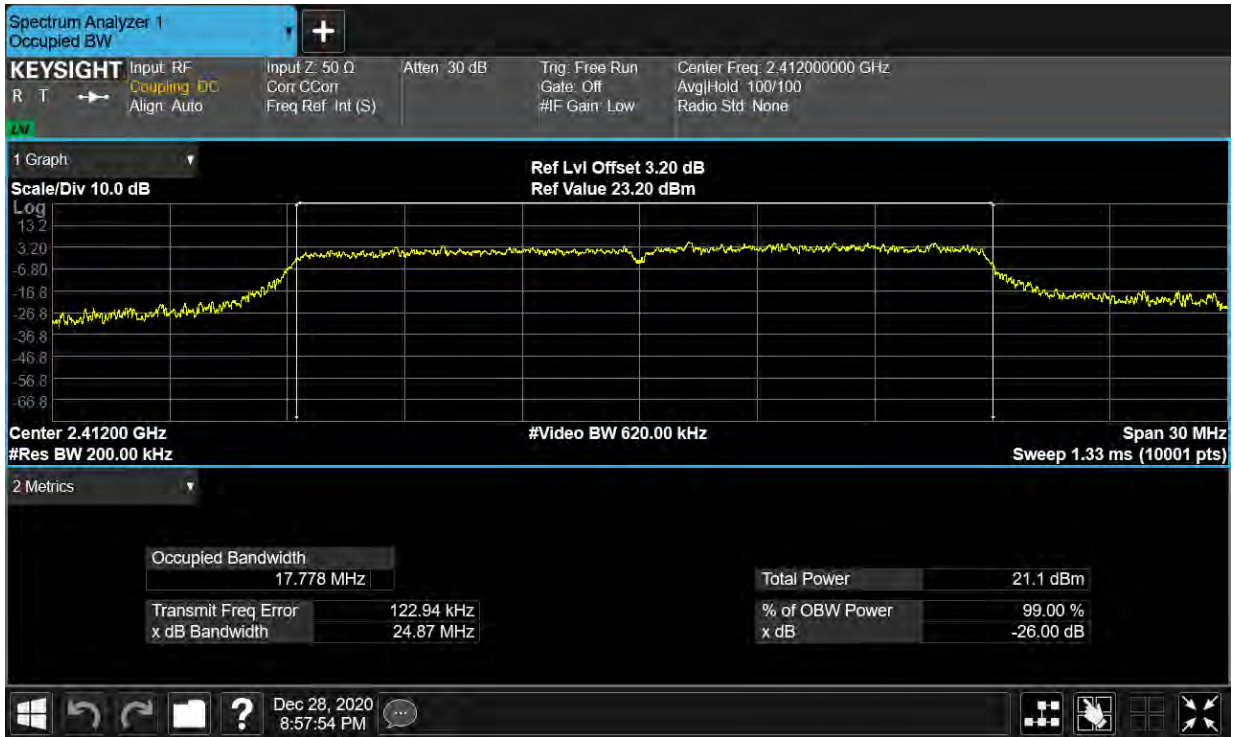 Spectrum Analyzer 1
Occupied BW
+
KEYSIGHT Input: RF Input Z: 50 Ω Atten: 30 dB Trig: Free Run Center Freq: 2.412000000 GHz
R T Coupling: DC Corr CCorr Gate: Off Avg|Hold: 100/100
Align: Auto Freq Ref: Int (S) #IF Gain: Low Radio Std: None
LXI
1 Graph
Ref Lvl Offset 3.20 dB
Scale/Div 10.0 dB Ref Value 23.20 dBm
Log
13.2
3.20
-6.80
-16.8
-26.8
-36.8
-46.8
-56.8
-66.8
Center 2.41200 GHz #Video BW 620.00 kHz Span 30 MHz
#Res BW 200.00 kHz Sweep 1.33 ms (10001 pts)
2 Metrics
Occupied Bandwidth
17.778 MHz Total Power 21.1 dBm
Transmit Freq Error 122.94 kHz % of OBW Power 99.00 %
x dB Bandwidth 24.87 MHz x dB -26.00 dB
? Dec 28, 2020
8:57:54 PM